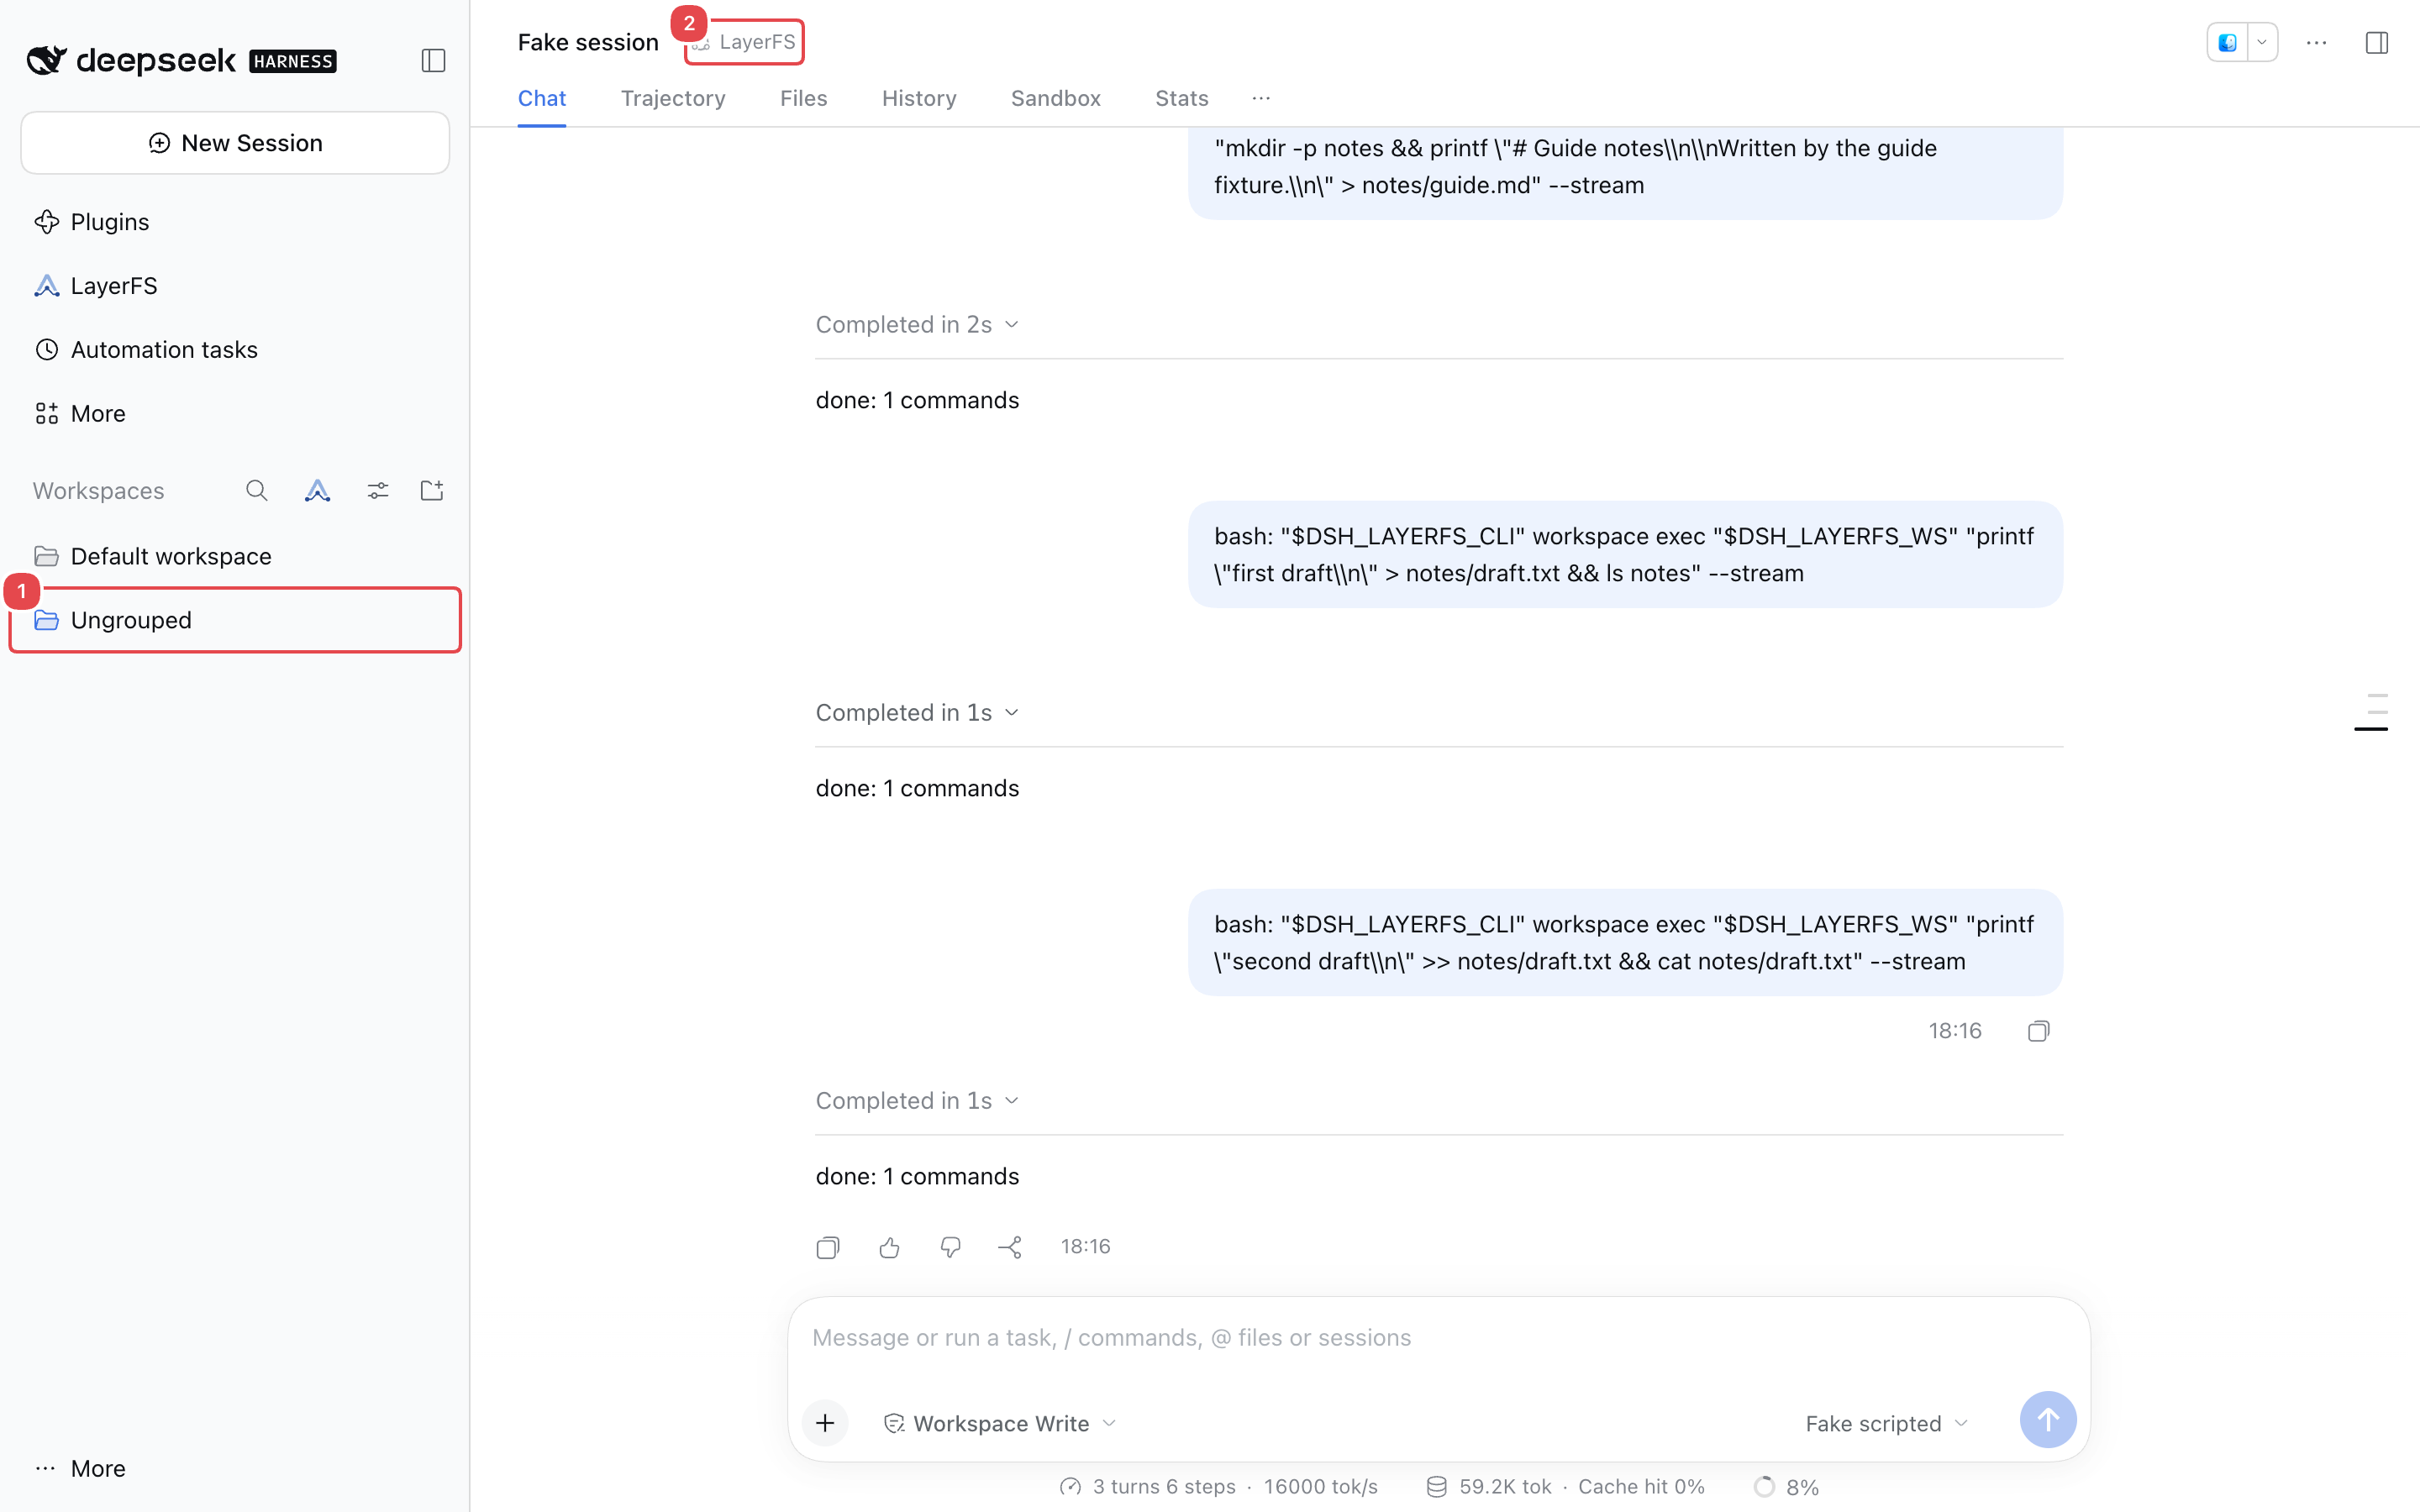 deepseek HARNESS
New Session
Plugins
LayerFS
Automation tasks
More
Workspaces
Default workspace
1
Ungrouped
More
Fake session
2
LayerFS
Chat
Trajectory
Files
History
Sandbox
Stats
"mkdir -p notes && printf \"# Guide notes\\n\\nWritten by the guide
fixture.\\n\" > notes/guide.md" --stream
Completed in 2s
done: 1 commands
bash: "$DSH_LAYERFS_CLI" workspace exec "$DSH_LAYERFS_WS" "printf
\"first draft\\n\" > notes/draft.txt && ls notes" --stream
Completed in 1s
done: 1 commands
bash: "$DSH_LAYERFS_CLI" workspace exec "$DSH_LAYERFS_WS" "printf
\"second draft\\n\" >> notes/draft.txt && cat notes/draft.txt" --stream
18:16
Completed in 1s
done: 1 commands
18:16
Message or run a task, / commands, @ files or sessions
Workspace Write
Fake scripted
3 turns 6 steps · 16000 tok/s
59.2K tok · Cache hit 0%
8%